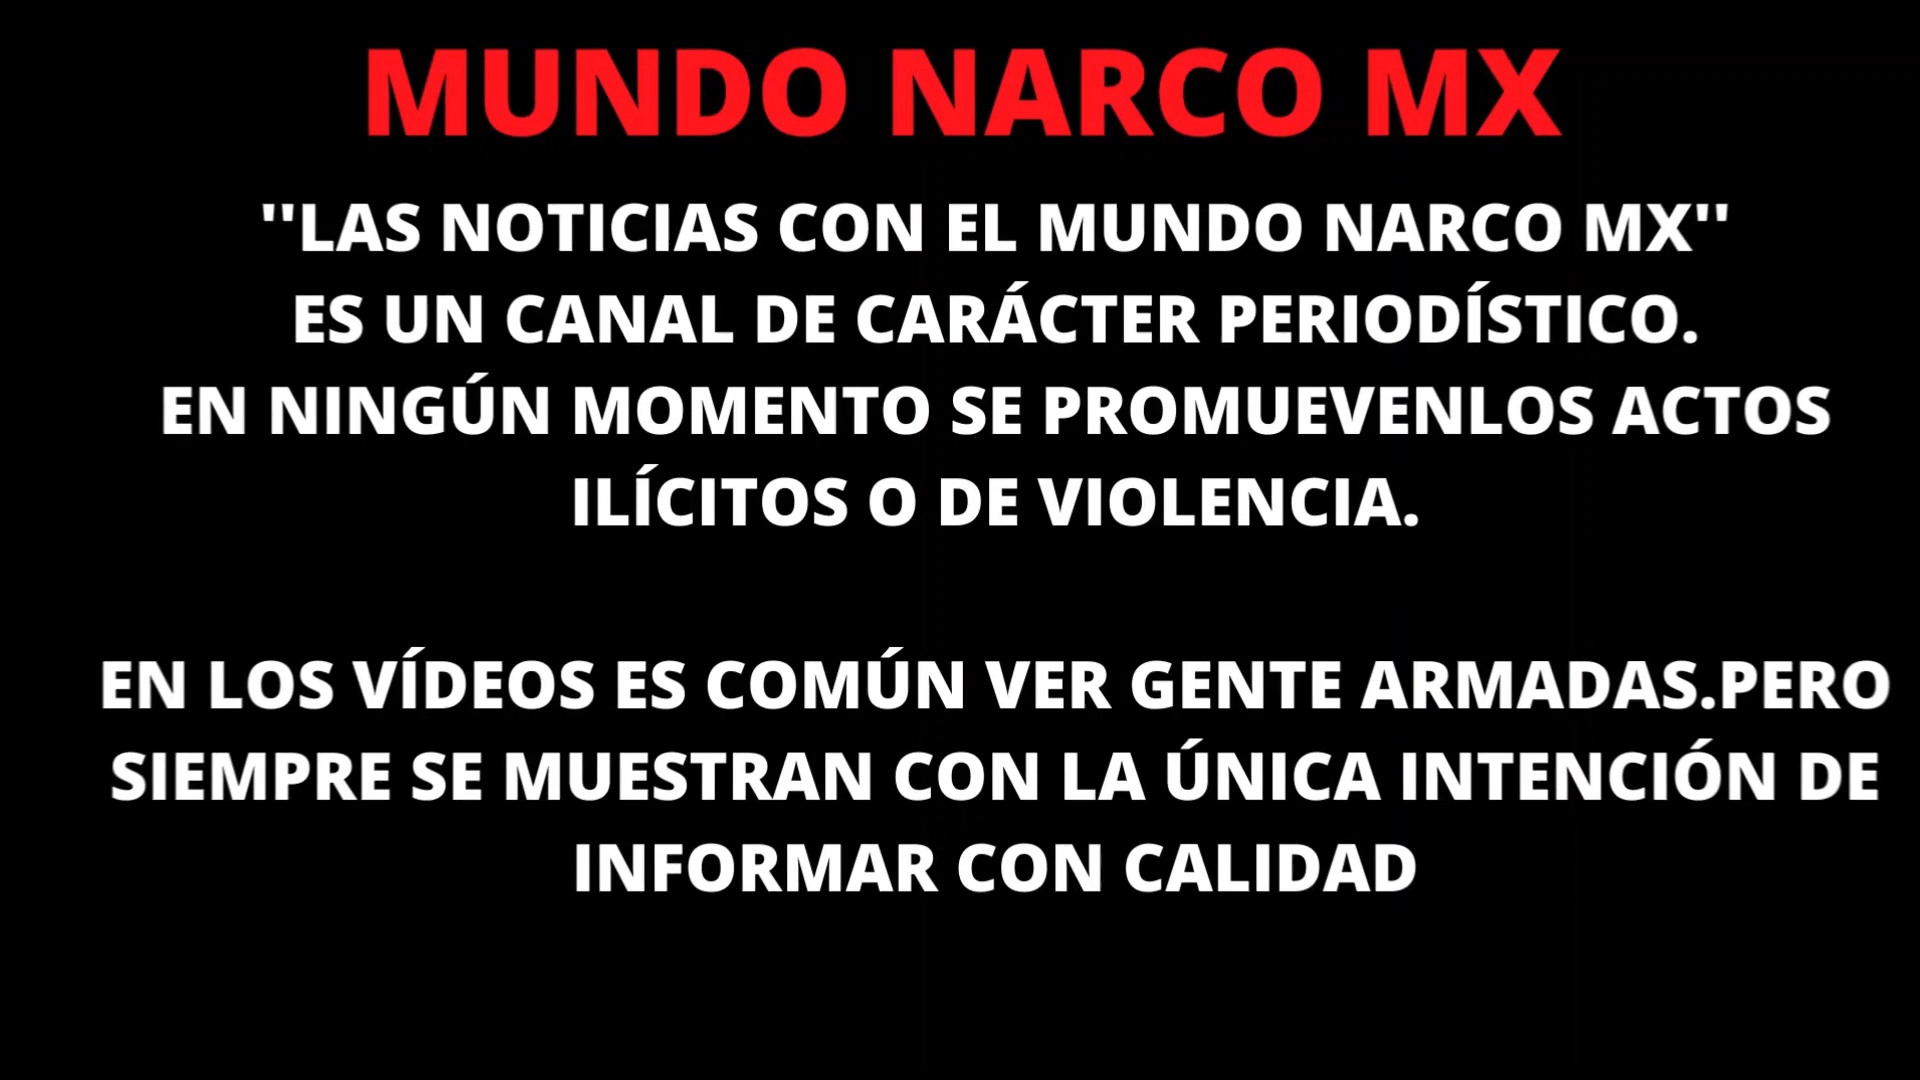 MUNDO NARCO MX
''LAS NOTICIAS CON EL MUNDO NARCO MX''
ES UN CANAL DE CARÁCTER PERIODÍSTICO.
EN NINGÚN MOMENTO SE PROMUEVENLOS ACTOS
ILÍCITOS O DE VIOLENCIA.
EN LOS VÍDEOS ES COMÚN VER GENTE ARMADAS.PERO
SIEMPRE SE MUESTRAN CON LA ÚNICA INTENCIÓN DE
INFORMAR CON CALIDAD